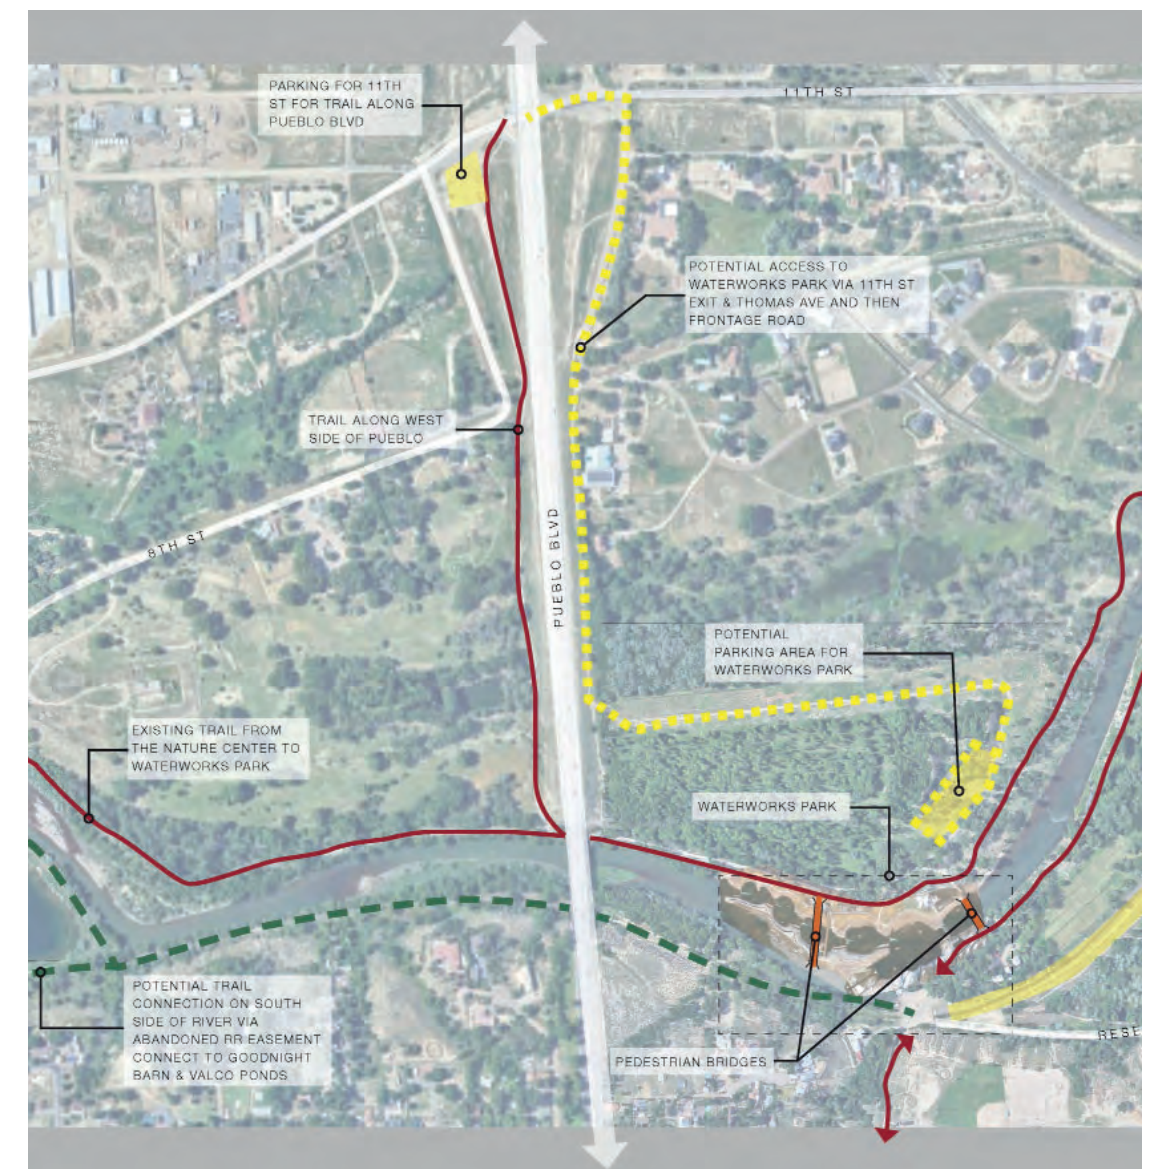 PARKING FOR 11TH
ST FOR TRAIL ALONG
PUEBLO BLVD
11TH ST
POTENTIAL ACCESS TO
WATERWORKS PARK VIA 11TH ST
EXIT & THOMAS AVE AND THEN
FRONTAGE ROAD
TRAIL ALONG WEST
SIDE OF PUEBLO
8TH ST
PUEBLO BLVD
POTENTIAL
PARKING AREA FOR
WATERWORKS PARK
EXISTING TRAIL FROM
THE NATURE CENTER TO
WATERWORKS PARK
WATERWORKS PARK
POTENTIAL TRAIL
CONNECTION ON SOUTH
SIDE OF RIVER VIA
ABANDONED RR EASEMENT
CONNECT TO GOODNIGHT
BARN & VALCO PONDS
PEDESTRIAN BRIDGES
RESE